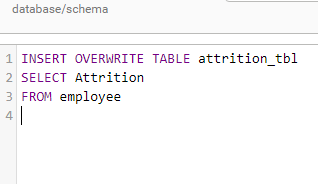 database/schema
1 INSERT OVERWRITE TABLE attrition_tbl
2 SELECT Attrition
3 FROM employee
4